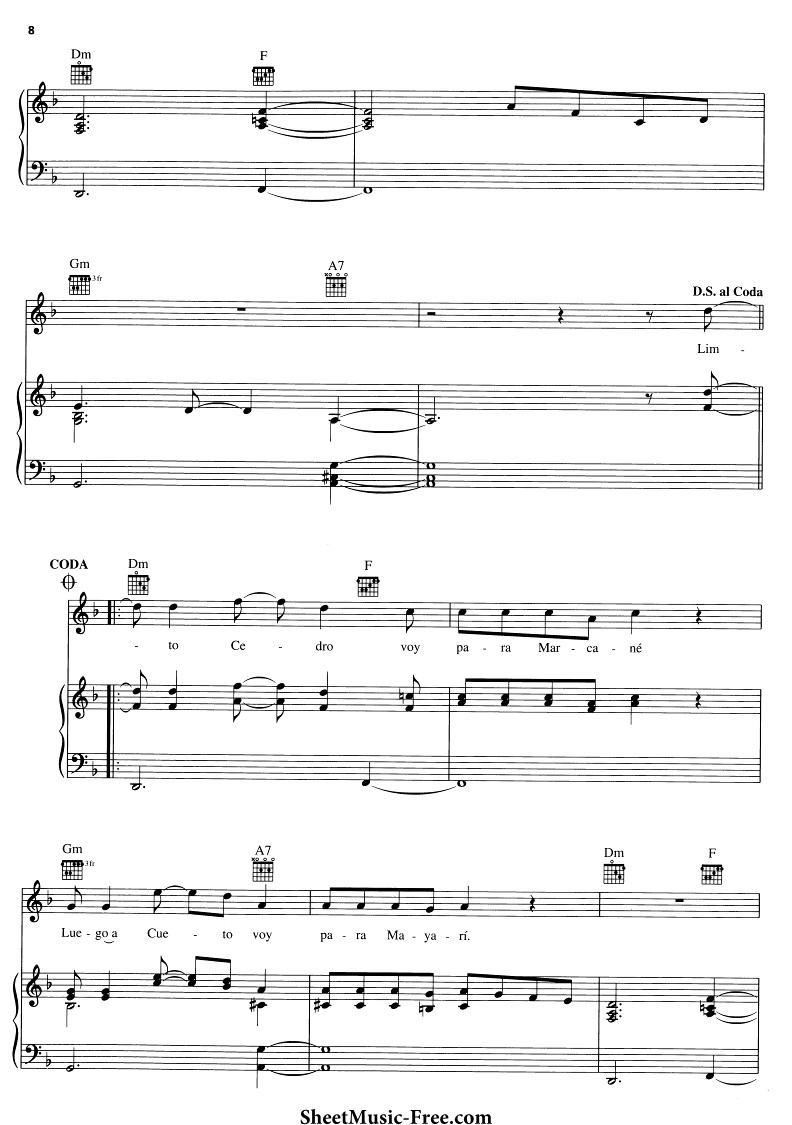 8
Dm F
Gm 3fr A7
D.S. al Coda
Lim -
CODA Dm F
- to Ce - dro voy pa - ra Mar - ca - né
Gm 3fr A7 Dm F
Lue - go a Cue - to voy pa - ra Ma - ya - rí.
SheetMusic-Free.com